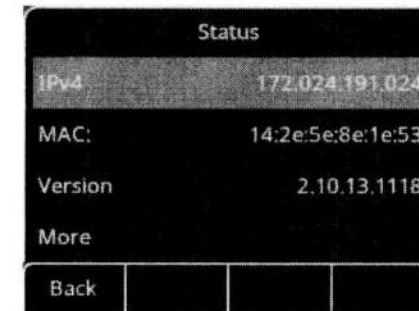 Status
IPv4 172.024.191.024
MAC: 14:2e:5e:8e:1e:53
Version 2.10.13.1118
More
Back